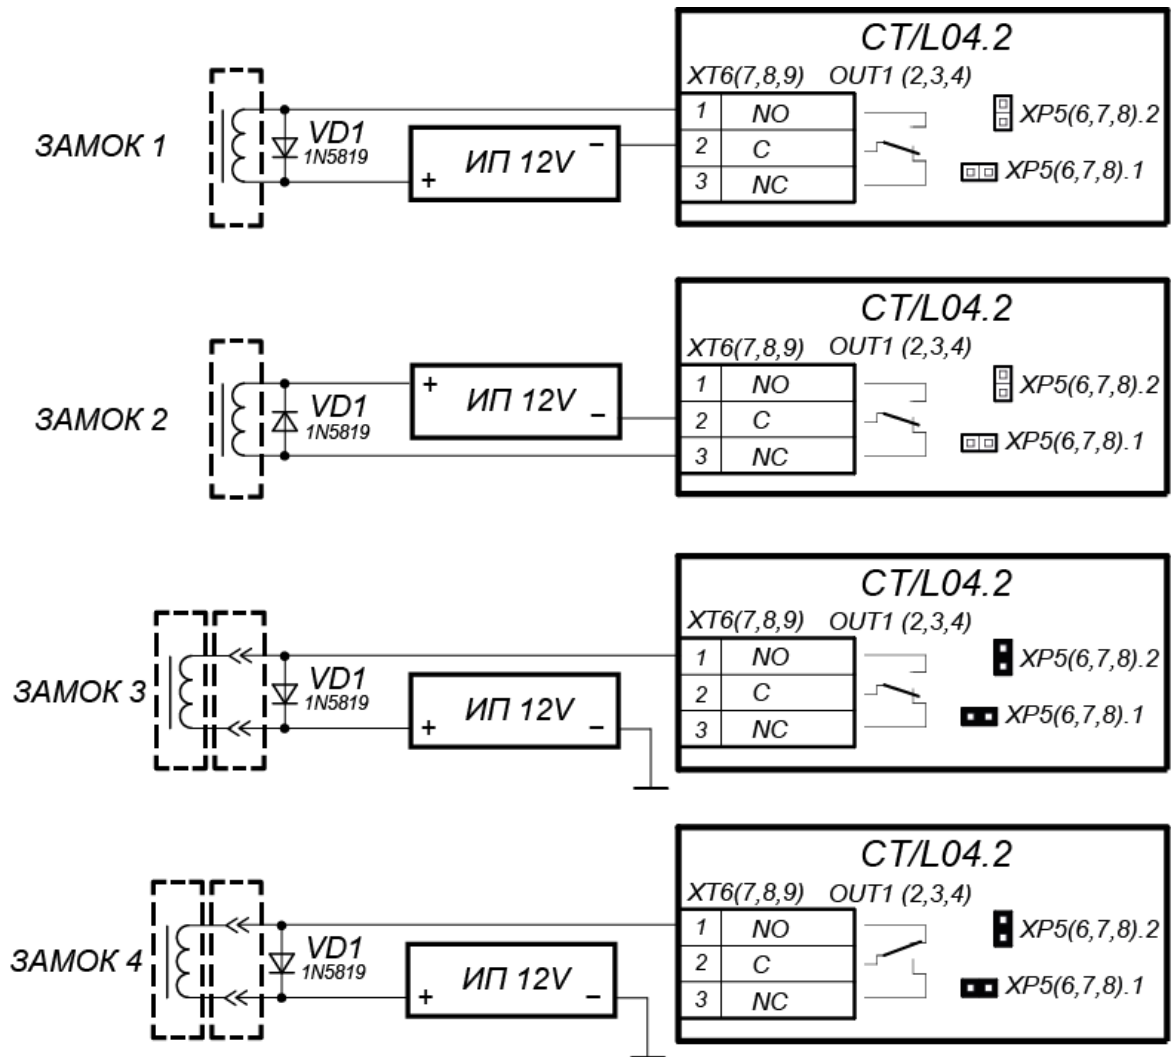 CT/L04.2
XT6(7,8,9) OUT1 (2,3,4)
ЗАМОК 1
VD1
1N5819
ИП 12V
+ −
1 NO
2 C
3 NC
XP5(6,7,8).2
XP5(6,7,8).1
CT/L04.2
XT6(7,8,9) OUT1 (2,3,4)
ЗАМОК 2
VD1
1N5819
ИП 12V
+ −
1 NO
2 C
3 NC
XP5(6,7,8).2
XP5(6,7,8).1
CT/L04.2
XT6(7,8,9) OUT1 (2,3,4)
ЗАМОК 3
VD1
1N5819
ИП 12V
+ −
1 NO
2 C
3 NC
XP5(6,7,8).2
XP5(6,7,8).1
CT/L04.2
XT6(7,8,9) OUT1 (2,3,4)
ЗАМОК 4
VD1
1N5819
ИП 12V
+ −
1 NO
2 C
3 NC
XP5(6,7,8).2
XP5(6,7,8).1